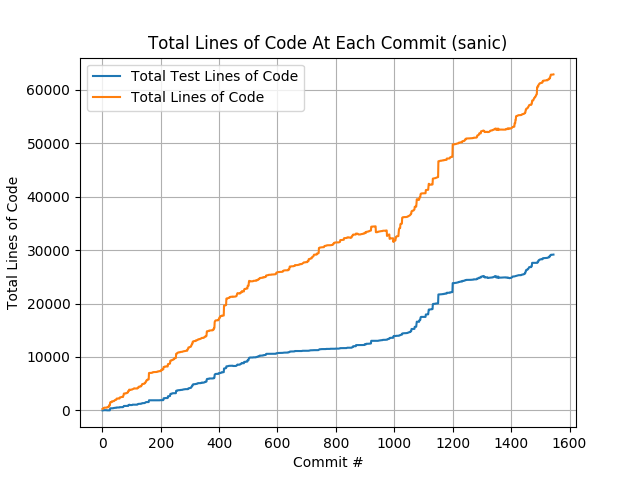 Total Lines of Code At Each Commit (sanic)
Total Test Lines of Code
Total Lines of Code
Total Lines of Code
60000
50000
40000
30000
20000
10000
0
0 200 400 600 800 1000 1200 1400 1600
Commit #